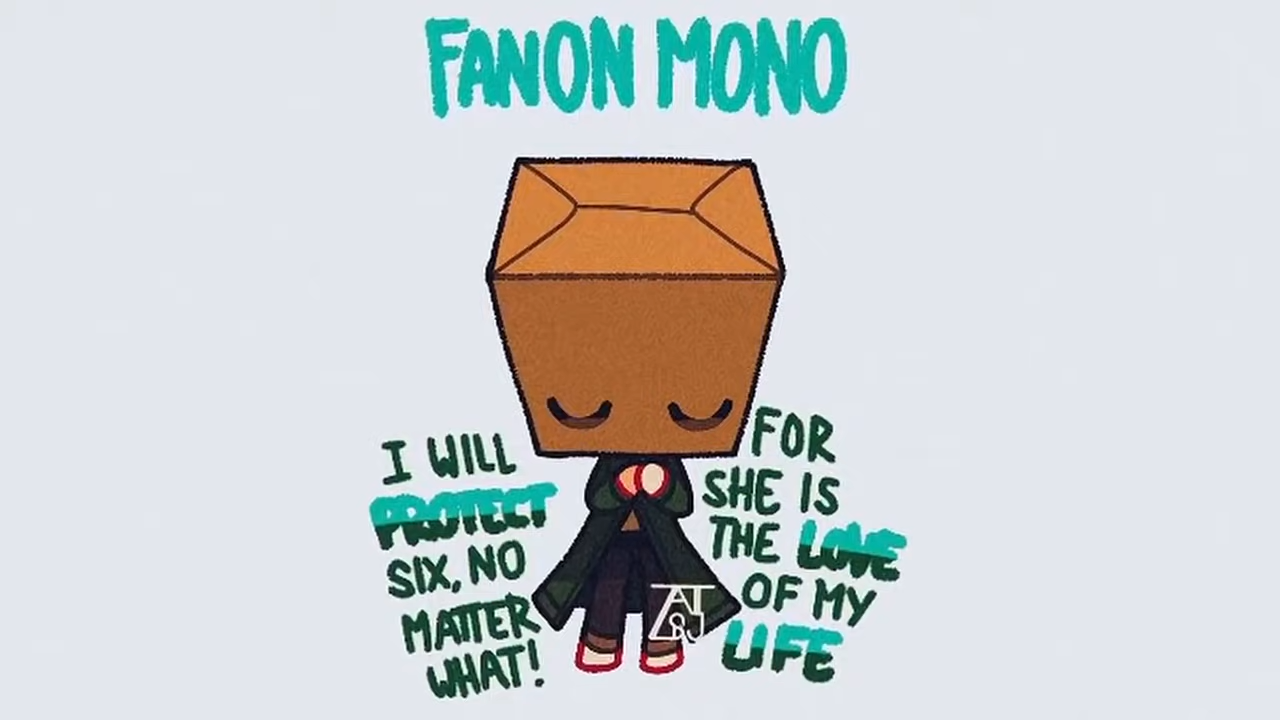 FANON MONO
I WILL
PROTECT
SIX, NO
MATTER
WHAT!
FOR
SHE IS
THE LOVE
OF MY
LIFE